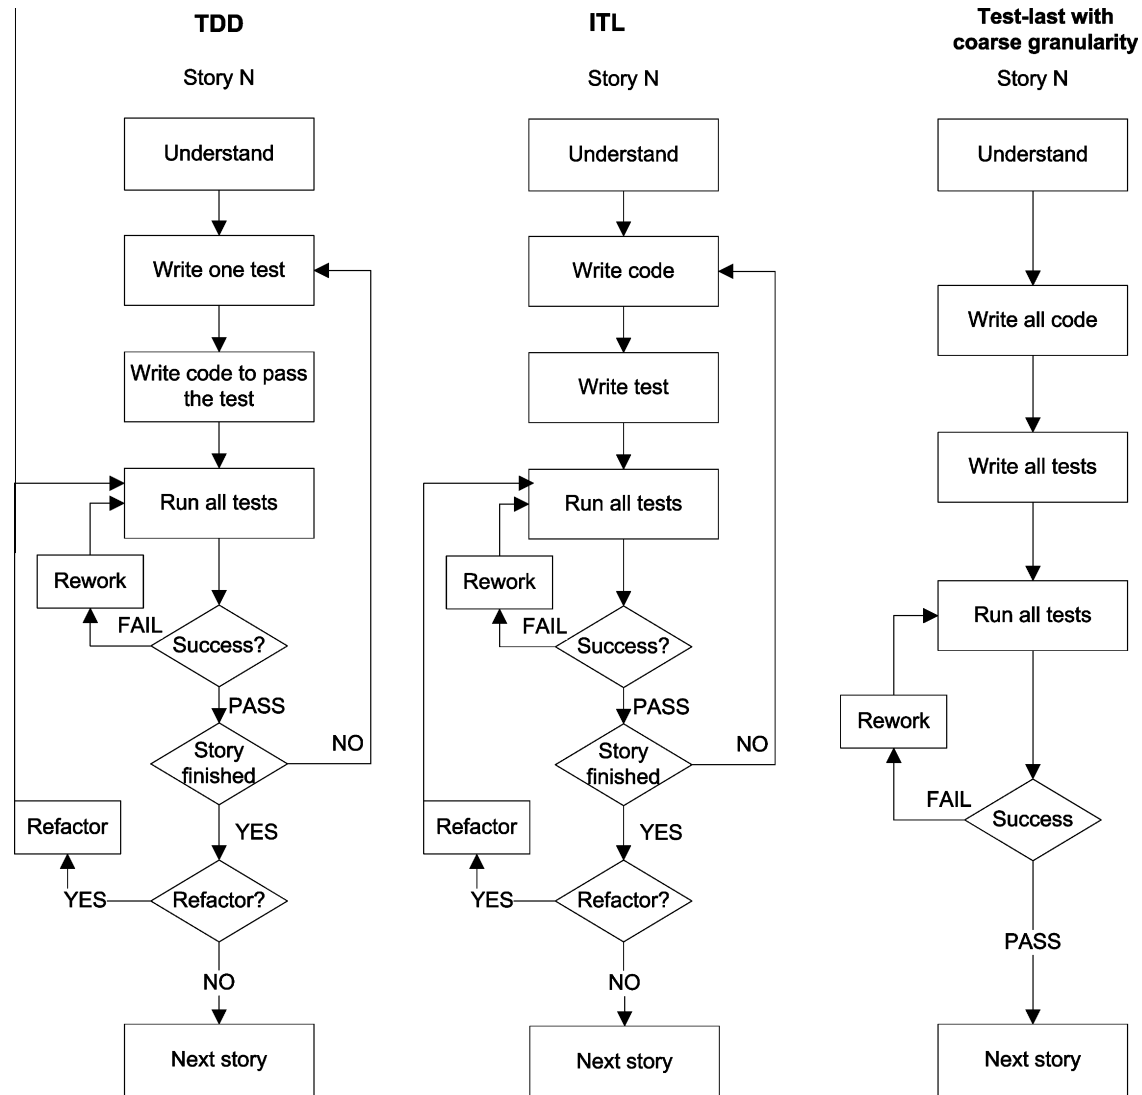 TDD
Story N
Understand
Write one test
Write code to pass
the test
Run all tests
Rework
FAIL
Success?
PASS
Story
finished
NO
YES
Refactor
YES
Refactor?
NO
Next story
ITL
Story N
Understand
Write code
Write test
Run all tests
Rework
FAIL
Success?
PASS
Story
finished
NO
YES
Refactor
YES
Refactor?
NO
Next story
Test-last with
coarse granularity
Story N
Understand
Write all code
Write all tests
Run all tests
Rework
FAIL
Success
PASS
Next story